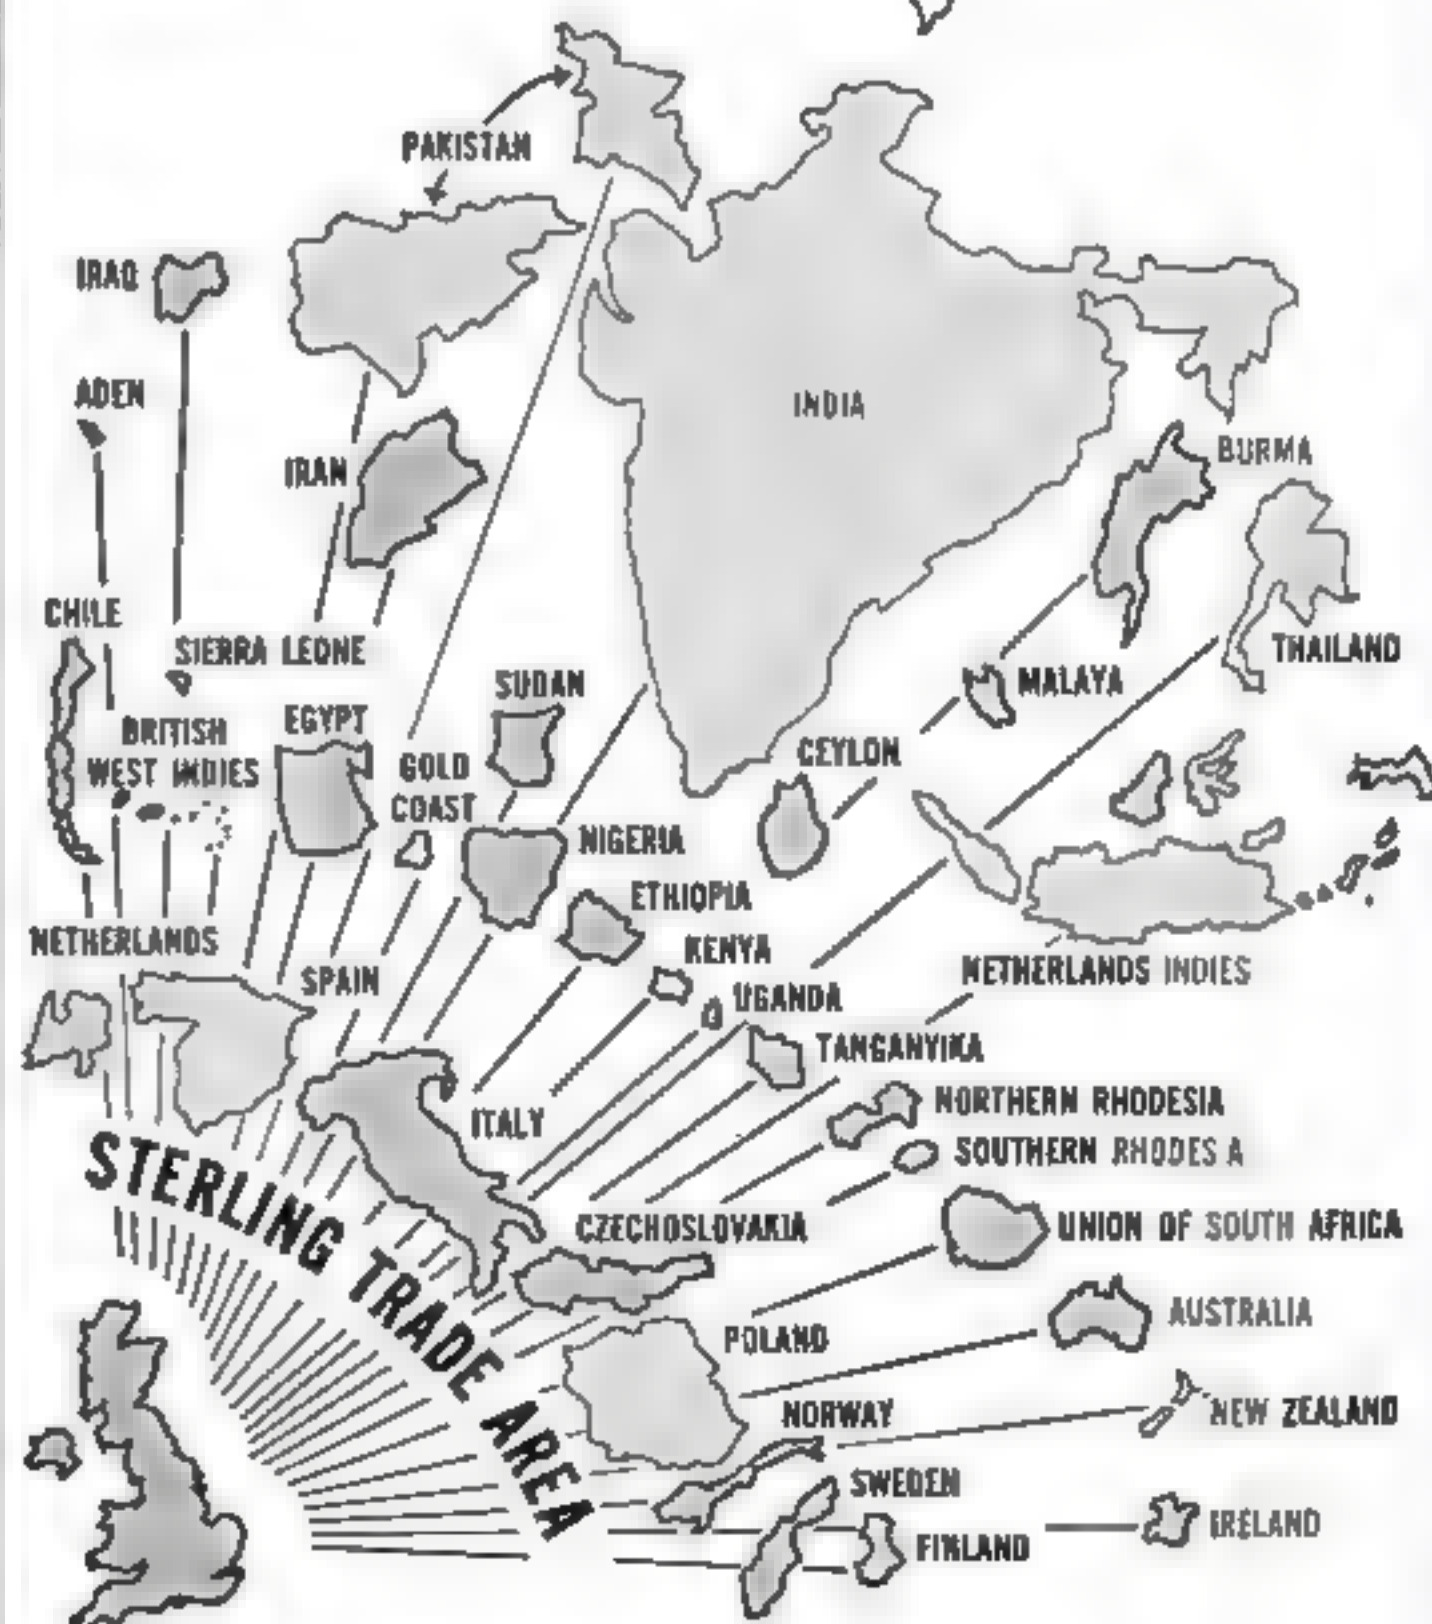 PAKISTAN
IRAQ
ADEN
INDIA
BURMA
IRAN
CHILE
SIERRA LEONE
THAILAND
SUDAN
MALAYA
EGYPT
BRITISH
WEST INDIES
GOLD
COAST
CEYLON
NIGERIA
ETHIOPIA
NETHERLANDS
KENYA
SPAIN
NETHERLANDS INDIES
UGANDA
TANGANYIKA
NORTHERN RHODESIA
ITALY
SOUTHERN RHODES A
STERLING TRADE AREA
CZECHOSLOVAKIA
UNION OF SOUTH AFRICA
AUSTRALIA
POLAND
NORWAY
NEW ZEALAND
SWEDEN
IRELAND
FINLAND